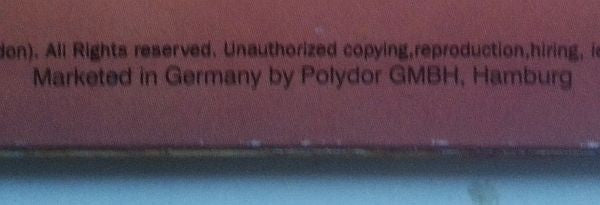 don). All Rights reserved. Unauthorized copying,reproduction,hiring,
Marketed in Germany by Polydor GMBH, Hamburg